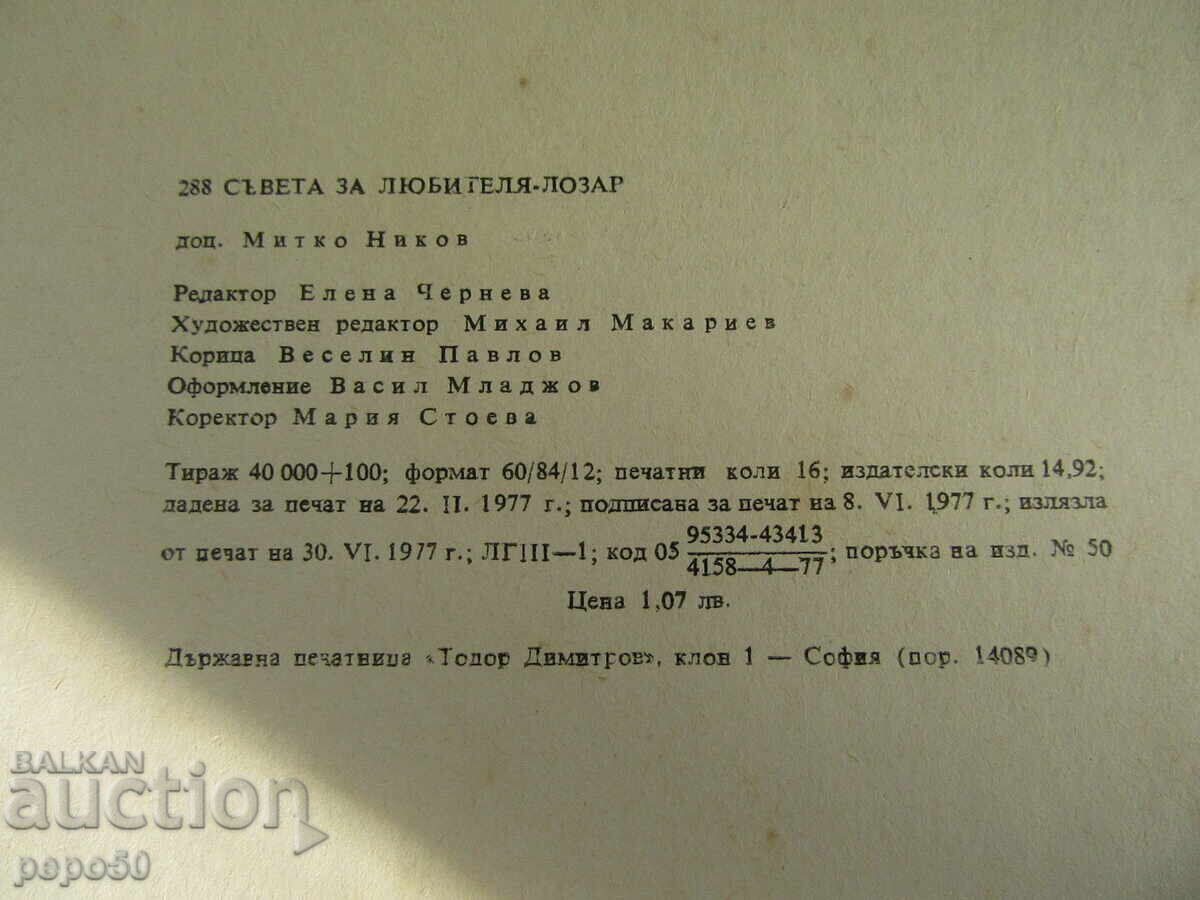 288 СЪВЕТА ЗА ЛЮБИТЕЛЯ-ЛОЗАР
доц. Митко Ников
Редактор Елена Чернева
Художествен редактор Михаил Макариев
Корица Веселин Павлов
Оформление Васил Младжов
Коректор Мария Стоева
Тираж 40 000+100; формат 60/84/12; печатни коли 16; издателски коли 14,92;
дадена за печат на 22. II. 1977 г.; подписана за печат на 8. VI. 1977 г.; излязла
от печат на 30. VI. 1977 г.; ЛГIII—1; код 05 95334-43413/4158—4—77; поръчка на изд. № 50
Цена 1,07 лв.
Държавна печатница «Тодор Димитров», клон 1 — София (пор. 14089)
BALKAN
auction
pepo50